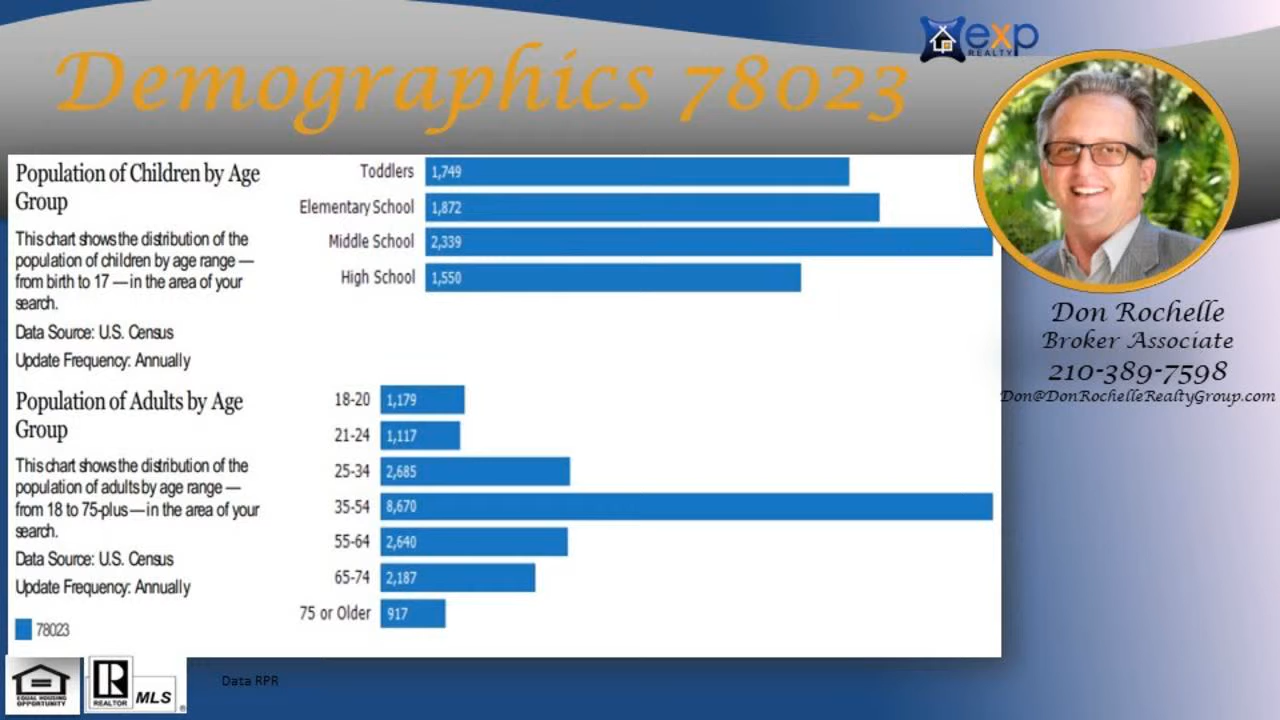 exp
REALTY
Demographics 78023
Population of Children by Age
Group
This chart shows the distribution of the
population of children by age range —
from birth to 17 — in the area of your
search.
Data Source: U.S. Census
Update Frequency: Annually
Toddlers 1,749
Elementary School 1,872
Middle School 2,339
High School 1,550
Population of Adults by Age
Group
This chart shows the distribution of the
population of adults by age range —
from 18 to 75-plus — in the area of your
search.
Data Source: U.S. Census
Update Frequency: Annually
78023
18-20 1,179
21-24 1,117
25-34 2,685
35-54 8,670
55-64 2,640
65-74 2,187
75 or Older 917
Don Rochelle
Broker Associate
210-389-7598
Don@DonRochelleRealtyGroup.com
EQUAL HOUSING
OPPORTUNITY
R
REALTOR
MLS
®
Data RPR